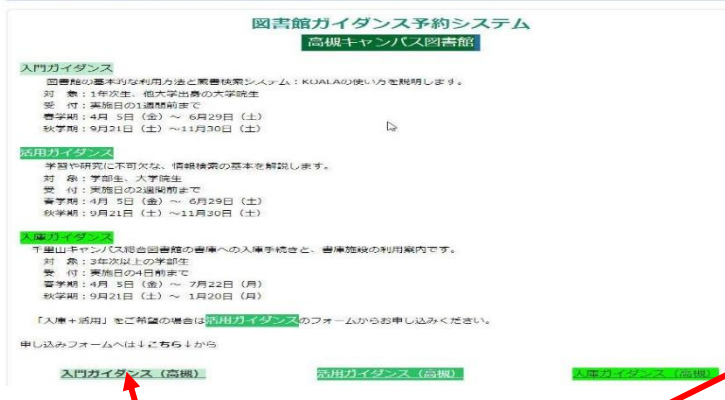 図書館ガイダンス予約システム
高槻キャンパス図書館
入門ガイダンス
図書館の基本的な利用方法と蔵書検索システム：KOALAの使い方を説明します。
対　象：1年次生、他大学出身の大学院生
受　付：実施日の1週間前まで
春学期：4月 5日（金）～ 6月29日（土）
秋学期：9月21日（土）～11月30日（土）
活用ガイダンス
学習や研究に不可欠な、情報検索の基本を解説します。
対　象：学部生、大学院生
受　付：実施日の2週間前まで
春学期：4月 5日（金）～ 6月29日（土）
秋学期：9月21日（土）～11月30日（土）
入庫ガイダンス
千里山キャンパス総合図書館の書庫への入庫手続きと、書庫施設の利用案内です。
対　象：3年次以上の学部生
受　付：実施日の4日前まで
春学期：4月 5日（金）～ 7月22日（月）
秋学期：9月21日（土）～ 1月20日（月）
「入庫＋活用」をご希望の場合は活用ガイダンスのフォームからお申し込みください。
申し込みフォームへは↓こちら↓から
入門ガイダンス（高槻）　活用ガイダンス（高槻）　入庫ガイダンス（高槻）